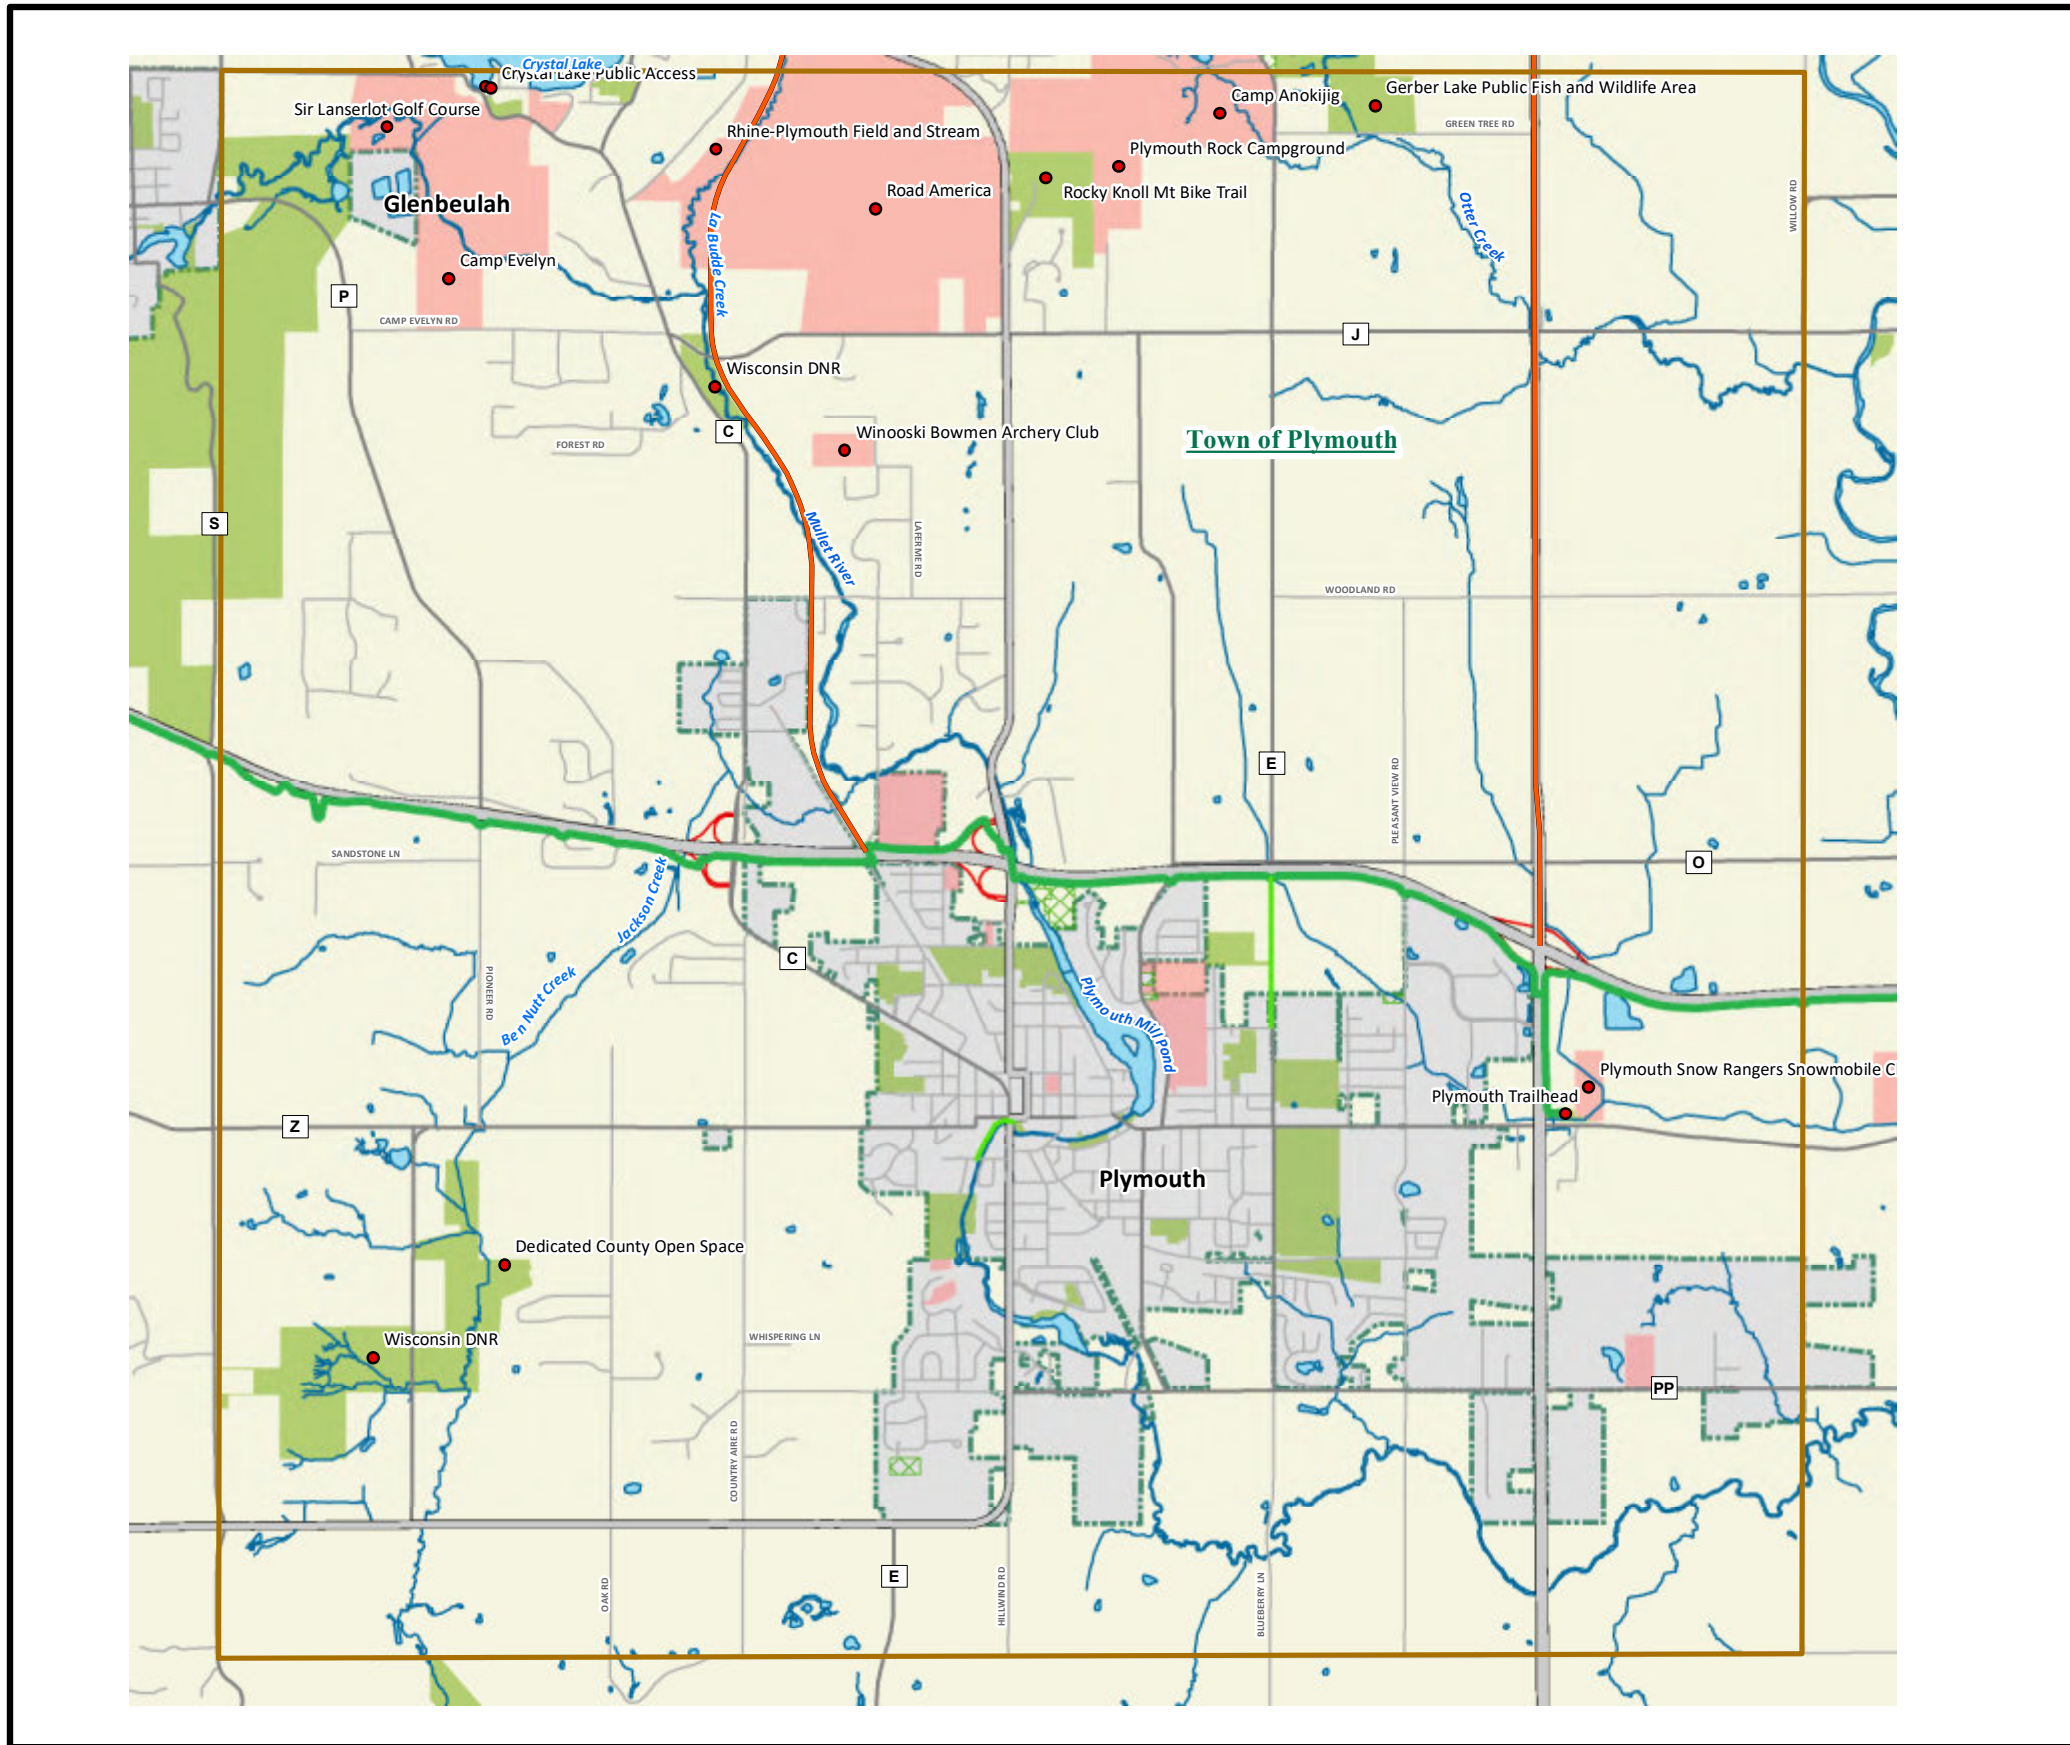 Crystal Lake
Crystal Lake Public Access
Sir Lanserlot Golf Course
Camp Anokijig
Gerber Lake Public Fish and Wildlife Area
Rhine-Plymouth Field and Stream
GREEN TREE RD
Plymouth Rock Campground
Road America
Rocky Knoll Mt Bike Trail
Glenbeulah
WILLOW RD
Otter Creek
La Budde Creek
Camp Evelyn
P
CAMP EVELYN RD
J
Wisconsin DNR
C
Winooski Bowmen Archery Club
Town of Plymouth
FOREST RD
S
Mullet River
LAFERME RD
WOODLAND RD
E
PLEASANT VIEW RD
SANDSTONE LN
O
Jackson Creek
C
PIONEER RD
Ben Nutt Creek
Plymouth Mill Pond
Plymouth Snow Rangers Snowmobile C
Plymouth Trailhead
Z
Plymouth
Dedicated County Open Space
Wisconsin DNR
WHISPERING LN
PP
COUNTRY AIRE RD
E
OAK RD
HILLWIND RD
BLUEBERRY LN